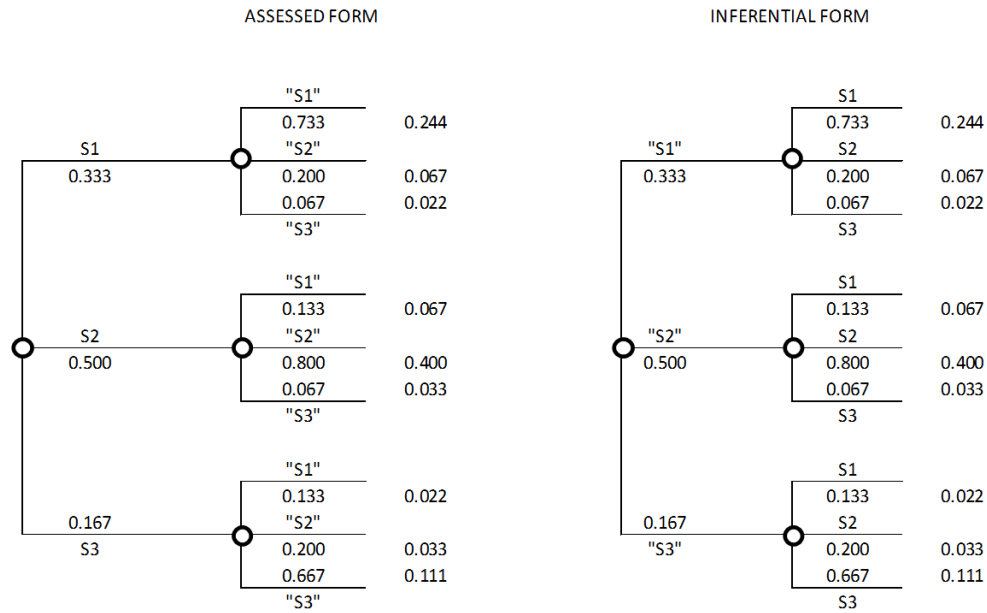 ASSESSED FORM
INFERENTIAL FORM
"S1"
0.733 0.244
S1
"S2"
0.333
0.200 0.067
0.067 0.022
"S3"
"S1"
0.133 0.067
S2
"S2"
0.500
0.800 0.400
0.067 0.033
"S3"
"S1"
0.133 0.022
0.167
"S2"
S3
0.200 0.033
0.667 0.111
"S3"
S1
0.733 0.244
"S1"
S2
0.333
0.200 0.067
0.067 0.022
S3
S1
0.133 0.067
"S2"
S2
0.500
0.800 0.400
0.067 0.033
S3
S1
0.133 0.022
0.167
S2
"S3"
0.200 0.033
0.667 0.111
S3